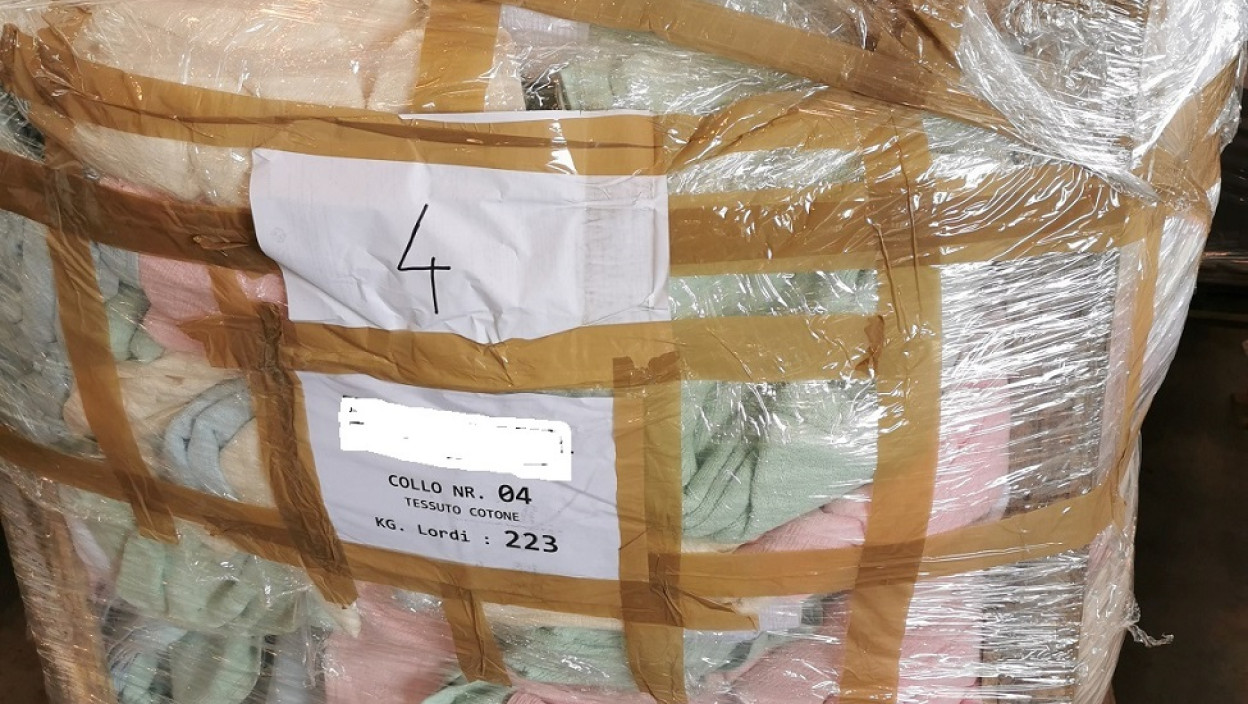 4
COLLO NR. 04
TESSUTO COTONE
KG. Lordi : 223